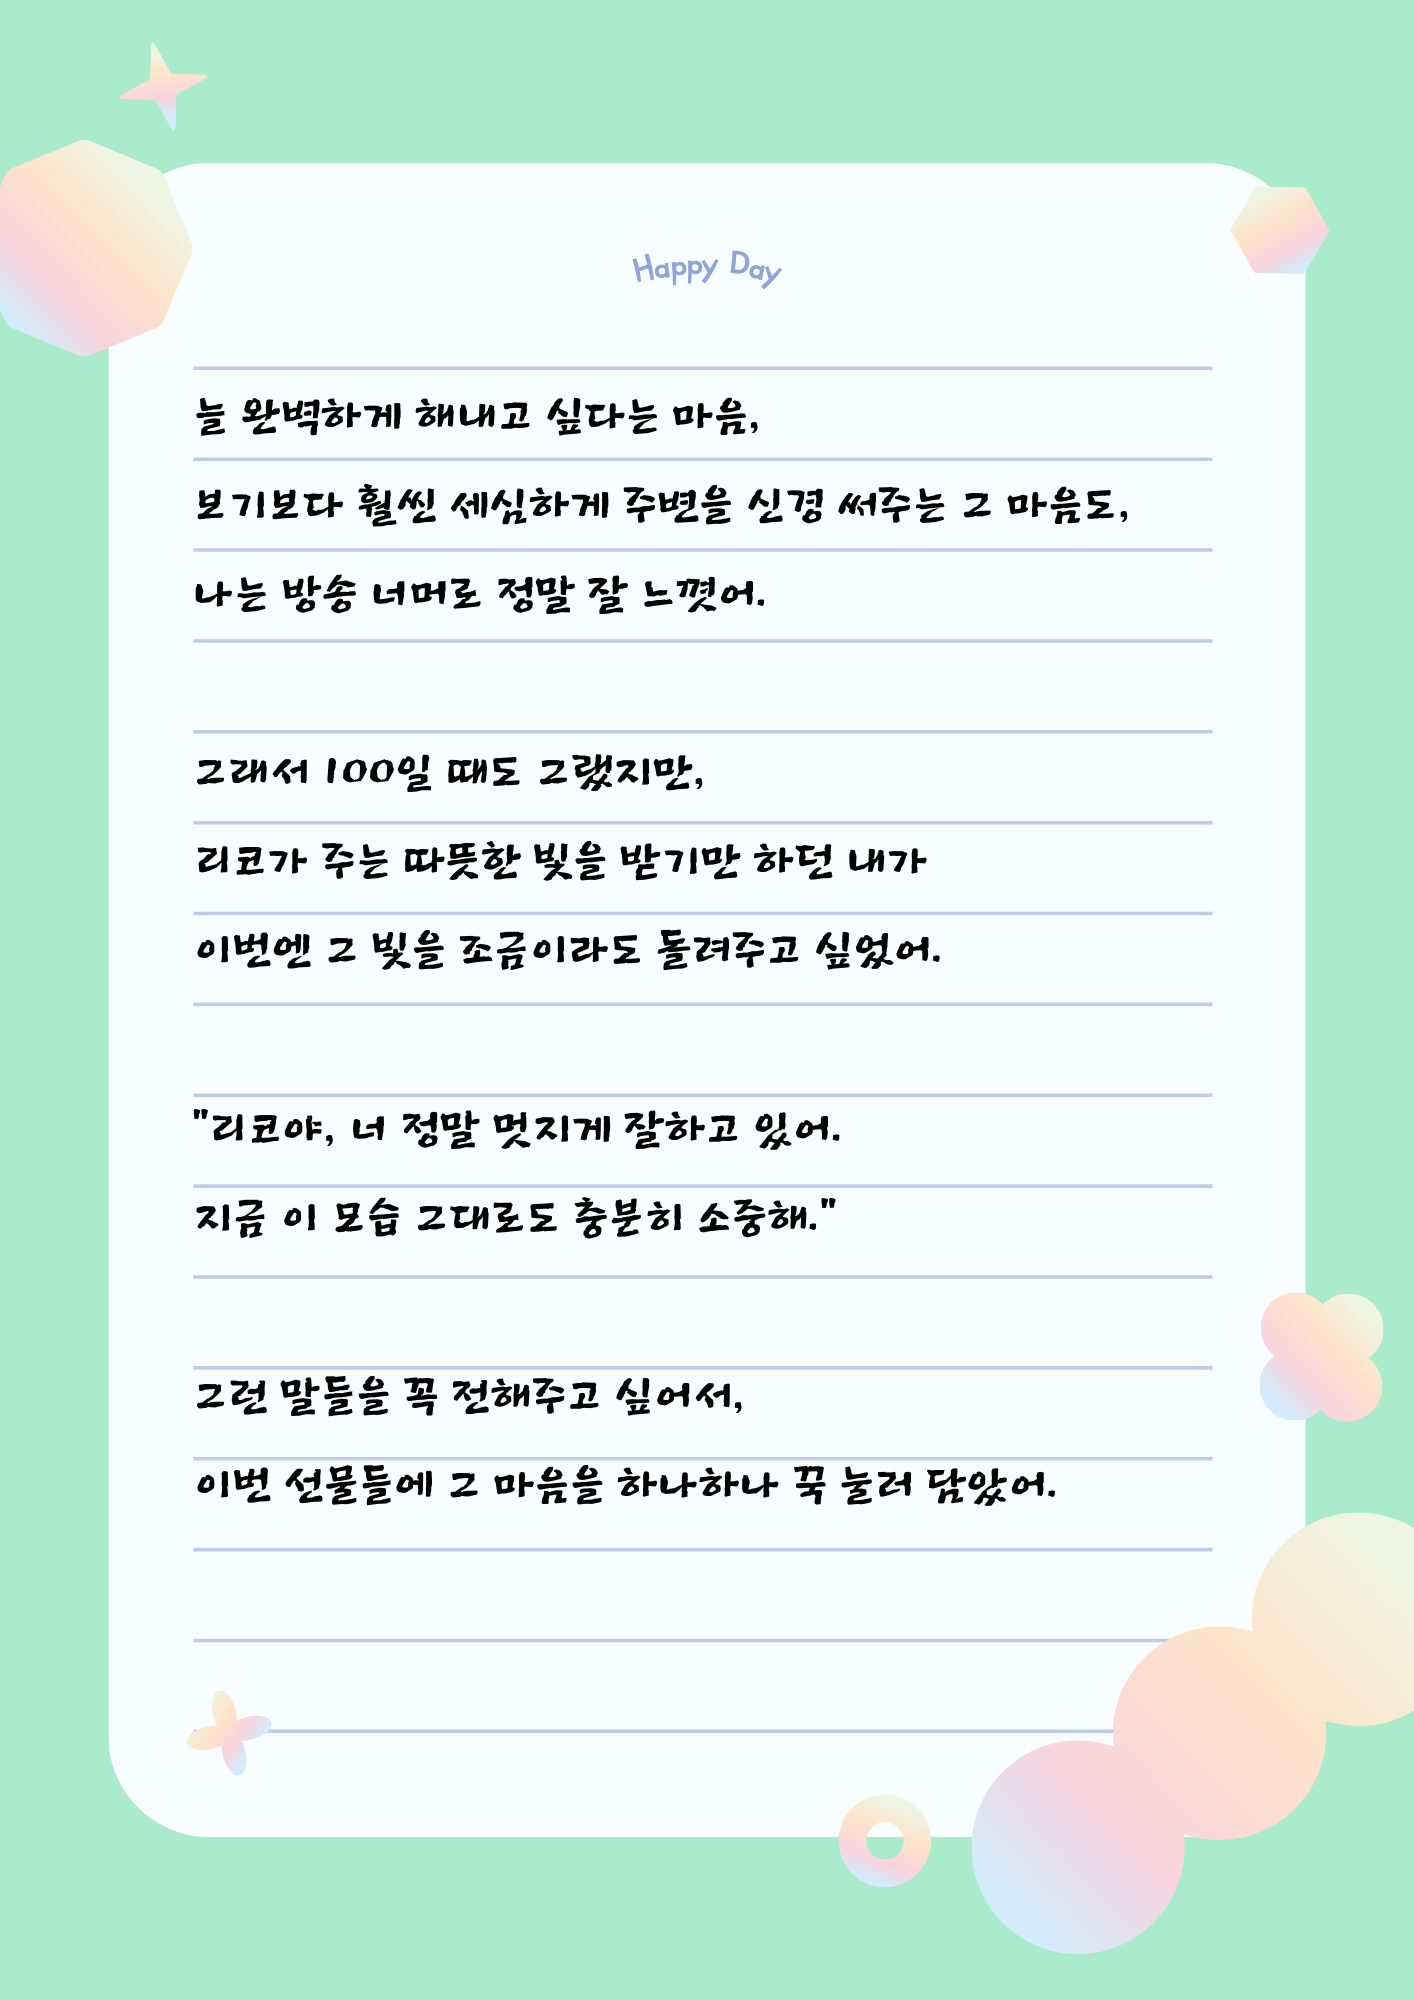 Happy Day
늘 완벽하게 해내고 싶다는 마음,
보기보다 훨씬 세심하게 주변을 신경 써주는 그 마음도,
나는 방송 너머로 정말 잘 느꼈어.
그래서 100일 때도 그랬지만,
리코가 주는 따뜻한 빛을 받기만 하던 내가
이번엔 그 빛을 조금이라도 돌려주고 싶었어.
"리코야, 너 정말 멋지게 잘하고 있어.
지금 이 모습 그대로도 충분히 소중해."
그런 말들을 꼭 전해주고 싶어서,
이번 선물들에 그 마음을 하나하나 꾹 눌러 담았어.